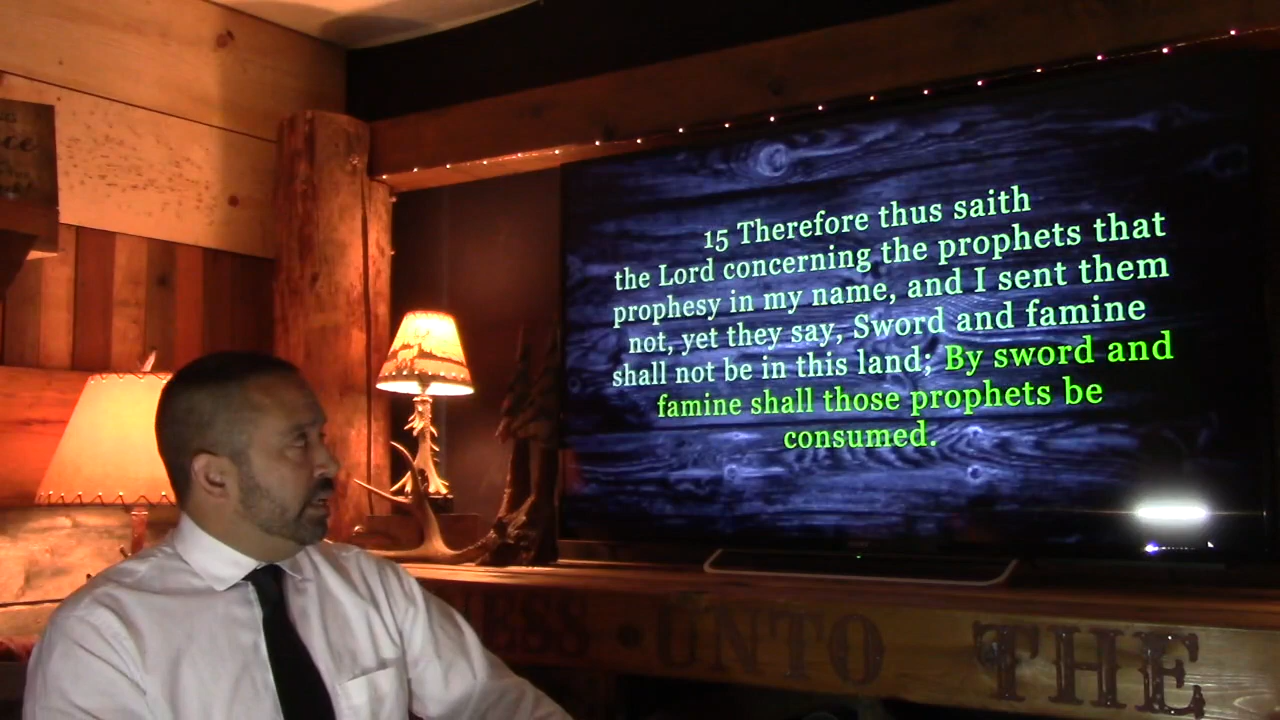 ce
15 Therefore thus saith
the Lord concerning the prophets that
prophesy in my name, and I sent them
not, yet they say, Sword and famine
shall not be in this land; By sword and
famine shall those prophets be
consumed.
ESS • UNTO THE